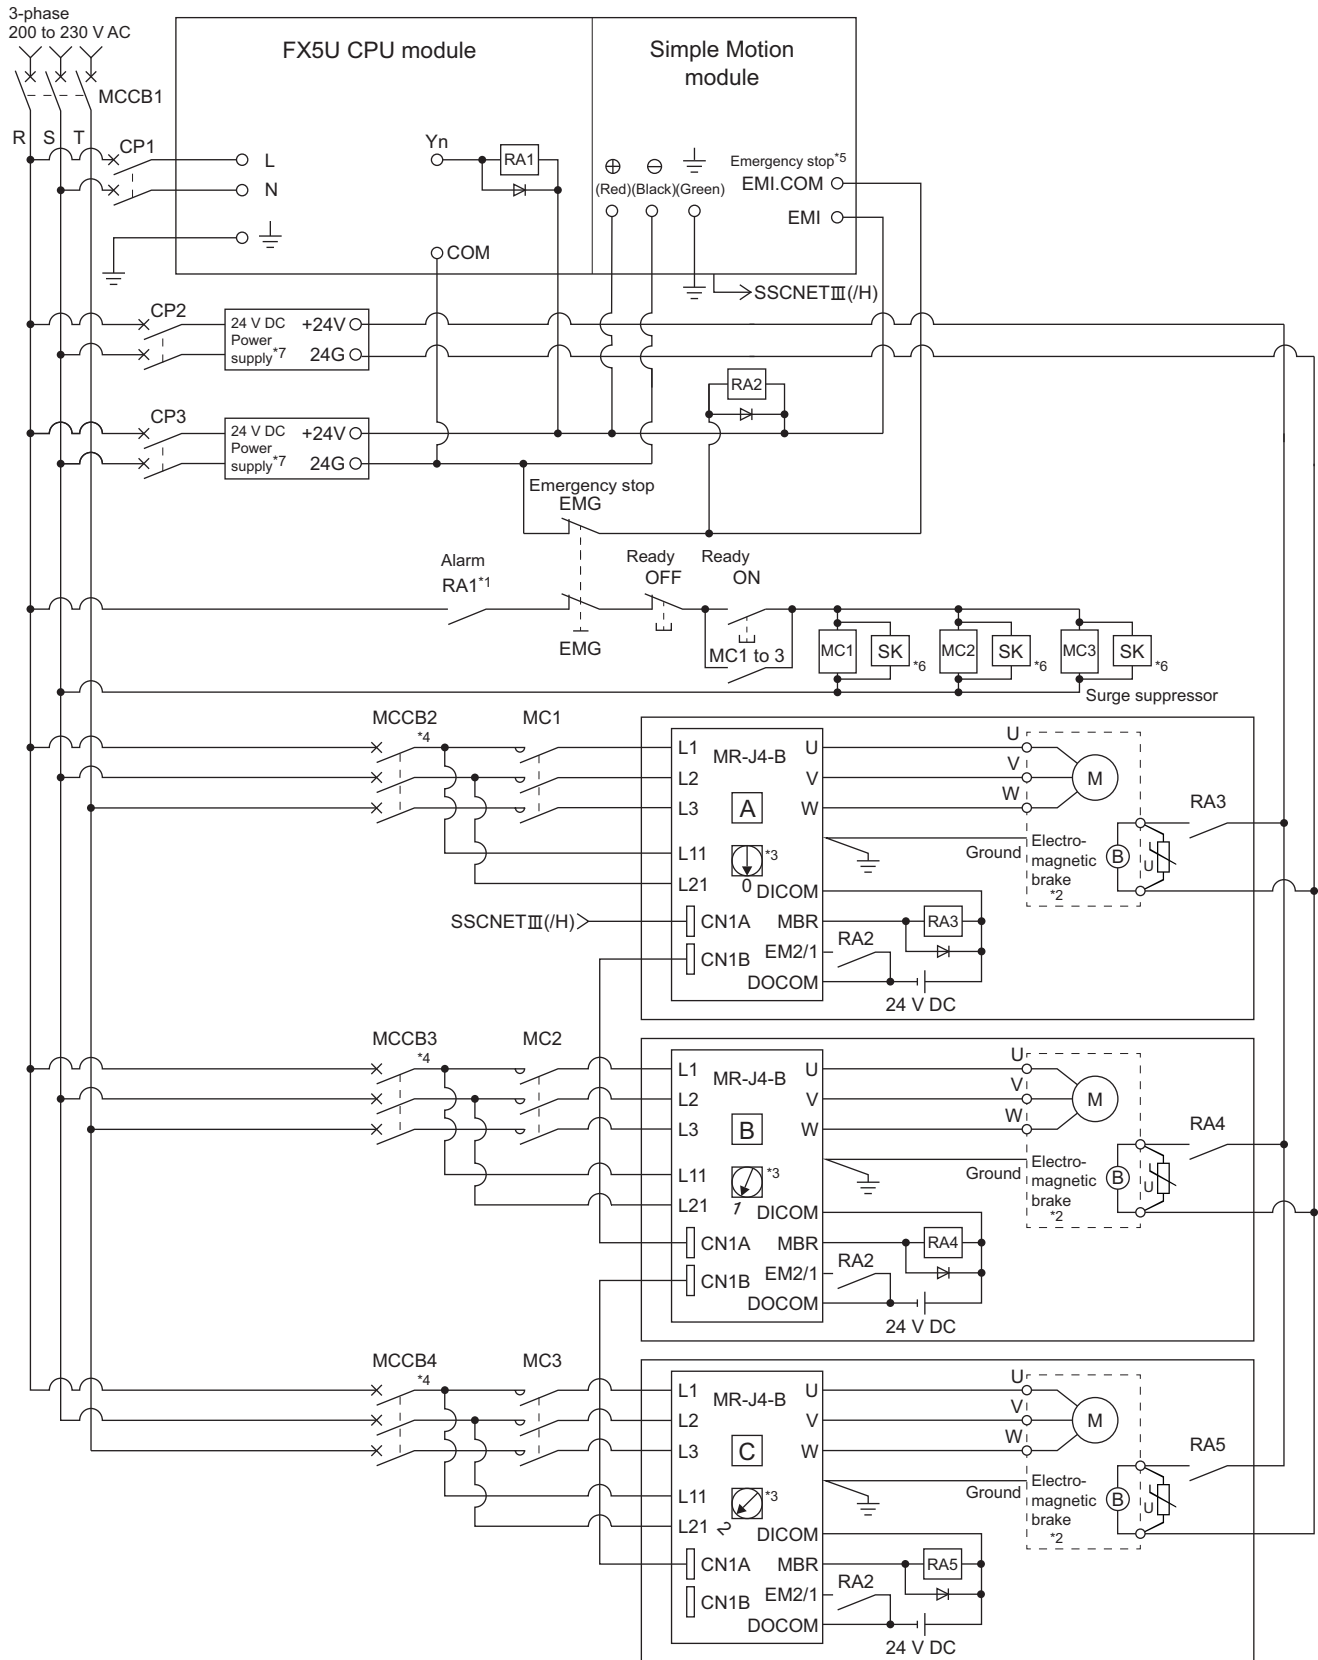 3-phase
200 to 230 V AC
FX5U CPU module
Simple Motion
module
MCCB1
R S T
CP1
L
N
Yn
RA1
COM
⊕ ⊖
(Red)(Black)(Green)
Emergency stop*5
EMI.COM
EMI
SSCNETⅢ(/H)
CP2
24 V DC
Power
supply*7
+24V
24G
RA2
CP3
24 V DC
Power
supply*7
+24V
24G
Emergency stop
EMG
Alarm
RA1*1
EMG
Ready
OFF
Ready
ON
MC1 to 3
MC1
SK
*6
MC2
SK
*6
MC3
SK
*6
Surge suppressor
MCCB2
*4
MC1
L1
L2
L3
L11
L21
MR-J4-B
A
*3
0
U
V
W
U
V
W
M
Ground
Electro-
magnetic
brake
*2
B
U
RA3
SSCNETⅢ(/H)
CN1A
CN1B
DICOM
MBR
EM2/1
DOCOM
RA3
RA2
24 V DC
MCCB3
*4
MC2
L1
L2
L3
L11
L21
MR-J4-B
B
*3
1
U
V
W
U
V
W
M
Ground
Electro-
magnetic
brake
*2
B
U
RA4
CN1A
CN1B
DICOM
MBR
EM2/1
DOCOM
RA4
RA2
24 V DC
MCCB4
*4
MC3
L1
L2
L3
L11
L21
MR-J4-B
C
*3
2
U
V
W
U
V
W
M
Ground
Electro-
magnetic
brake
*2
B
U
RA5
CN1A
CN1B
DICOM
MBR
EM2/1
DOCOM
RA5
RA2
24 V DC